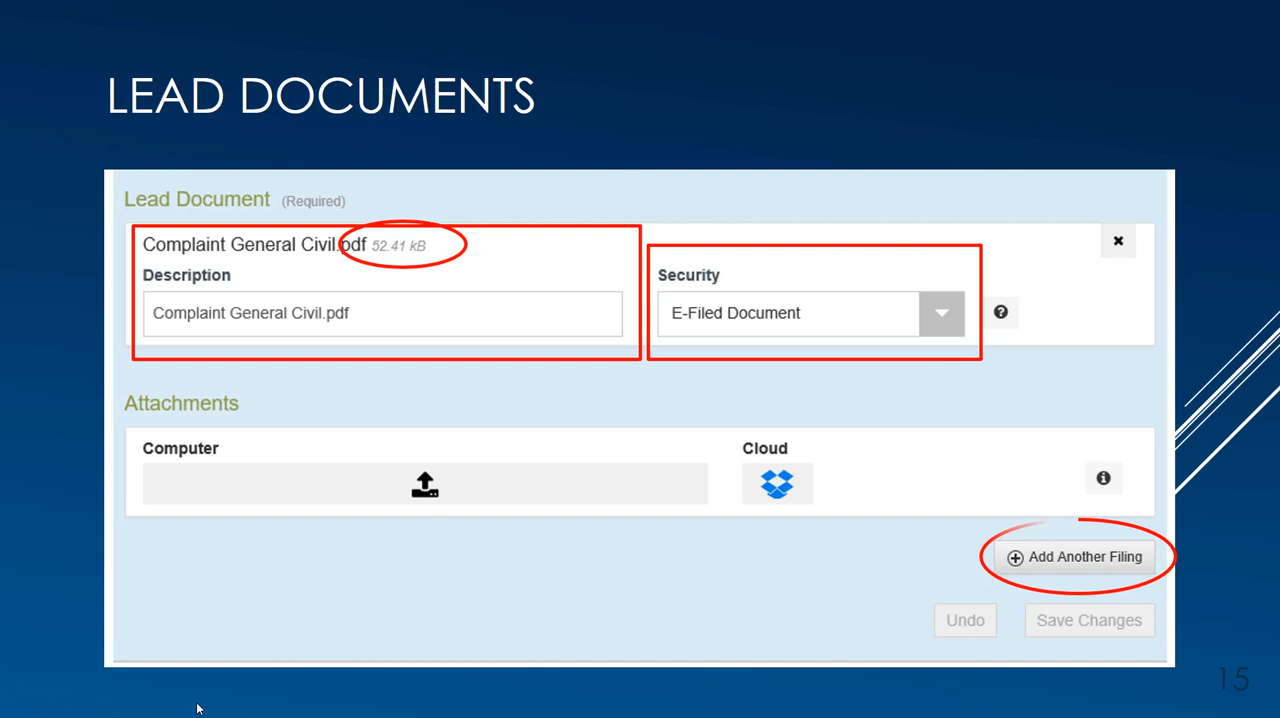 LEAD DOCUMENTS
Lead Document (Required)
Complaint General Civil.pdf 52.41 kB
Description
Complaint General Civil.pdf
Security
E-Filed Document
Attachments
Computer
Cloud
Add Another Filing
Undo
Save Changes
15